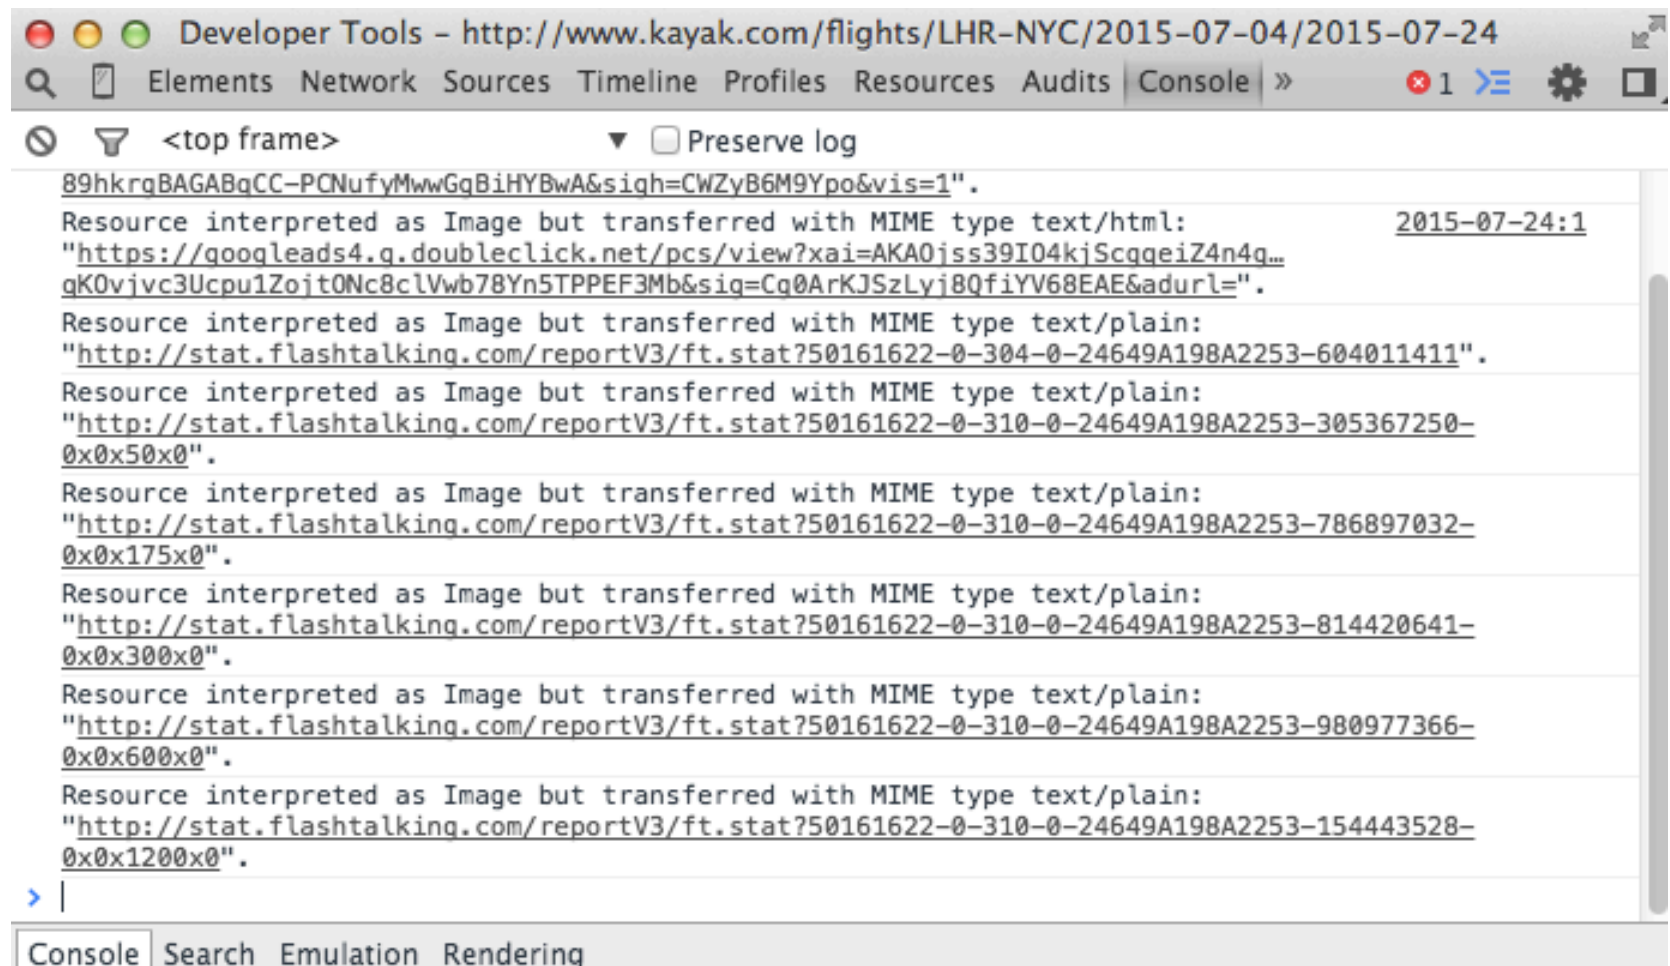 Developer Tools – http://www.kayak.com/flights/LHR-NYC/2015-07-04/2015-07-24
Elements Network Sources Timeline Profiles Resources Audits Console » 1
<top frame> ▼ Preserve log
89hkrgBAGABqCC-PCNufyMwwGgBiHYBwA&sigh=CWZyB6M9Ypo&vis=1".
Resource interpreted as Image but transferred with MIME type text/html: 2015-07-24:1
"https://googleads4.g.doubleclick.net/pcs/view?xai=AKAOjss39IO4kjScgqeiZ4n4g…
qKOvjvc3Ucpu1ZojtONc8clVwb78Yn5TPPEF3Mb&sig=Cg0ArKJSzLyj8QfiYV68EAE&adurl=".
Resource interpreted as Image but transferred with MIME type text/plain:
"http://stat.flashtalking.com/reportV3/ft.stat?50161622-0-304-0-24649A198A2253-604011411".
Resource interpreted as Image but transferred with MIME type text/plain:
"http://stat.flashtalking.com/reportV3/ft.stat?50161622-0-310-0-24649A198A2253-305367250-
0x0x50x0".
Resource interpreted as Image but transferred with MIME type text/plain:
"http://stat.flashtalking.com/reportV3/ft.stat?50161622-0-310-0-24649A198A2253-786897032-
0x0x175x0".
Resource interpreted as Image but transferred with MIME type text/plain:
"http://stat.flashtalking.com/reportV3/ft.stat?50161622-0-310-0-24649A198A2253-814420641-
0x0x300x0".
Resource interpreted as Image but transferred with MIME type text/plain:
"http://stat.flashtalking.com/reportV3/ft.stat?50161622-0-310-0-24649A198A2253-980977366-
0x0x600x0".
Resource interpreted as Image but transferred with MIME type text/plain:
"http://stat.flashtalking.com/reportV3/ft.stat?50161622-0-310-0-24649A198A2253-154443528-
0x0x1200x0".
>
Console Search Emulation Rendering